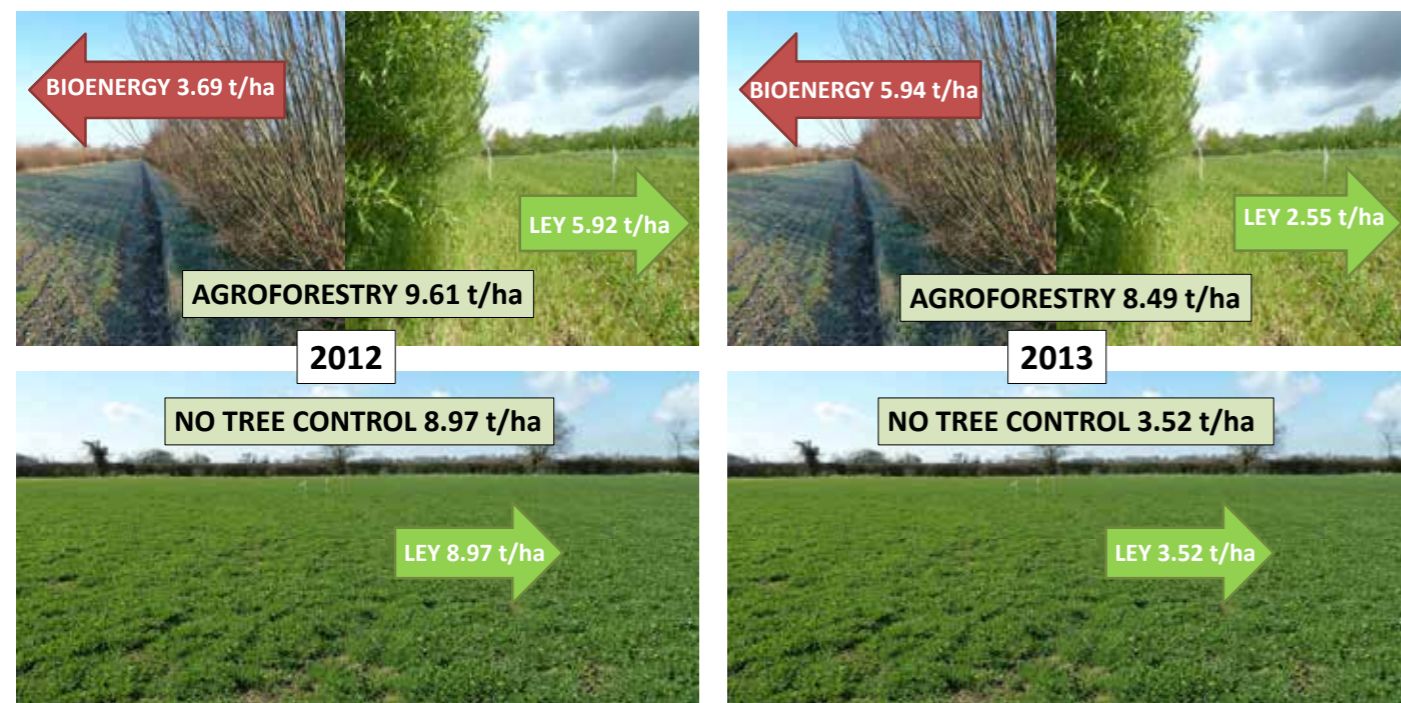 BIOENERGY 3.69 t/ha
LEY 5.92 t/ha
AGROFORESTRY 9.61 t/ha
BIOENERGY 5.94 t/ha
LEY 2.55 t/ha
AGROFORESTRY 8.49 t/ha
2012
2013
NO TREE CONTROL 8.97 t/ha
LEY 8.97 t/ha
NO TREE CONTROL 3.52 t/ha
LEY 3.52 t/ha